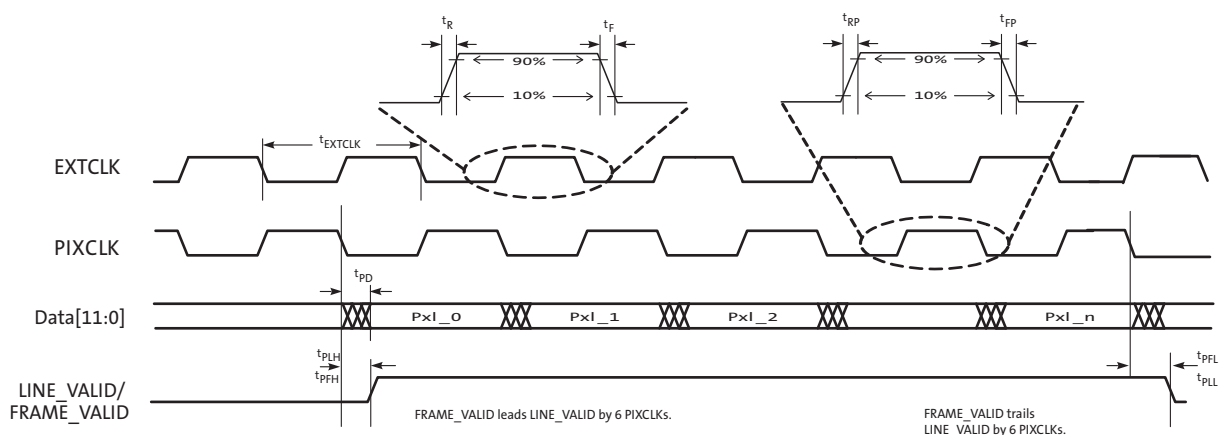 tR
tF
tRP
tFP
90%
90%
10%
10%
tEXTCLK
EXTCLK
PIXCLK
tPD
Data[11:0]
Pxl_0
Pxl_1
Pxl_2
Pxl_n
tPLH
tPFH
tPFL
tPLL
LINE_VALID/
FRAME_VALID
FRAME_VALID leads LINE_VALID by 6 PIXCLKs.
FRAME_VALID trails
LINE_VALID by 6 PIXCLKs.